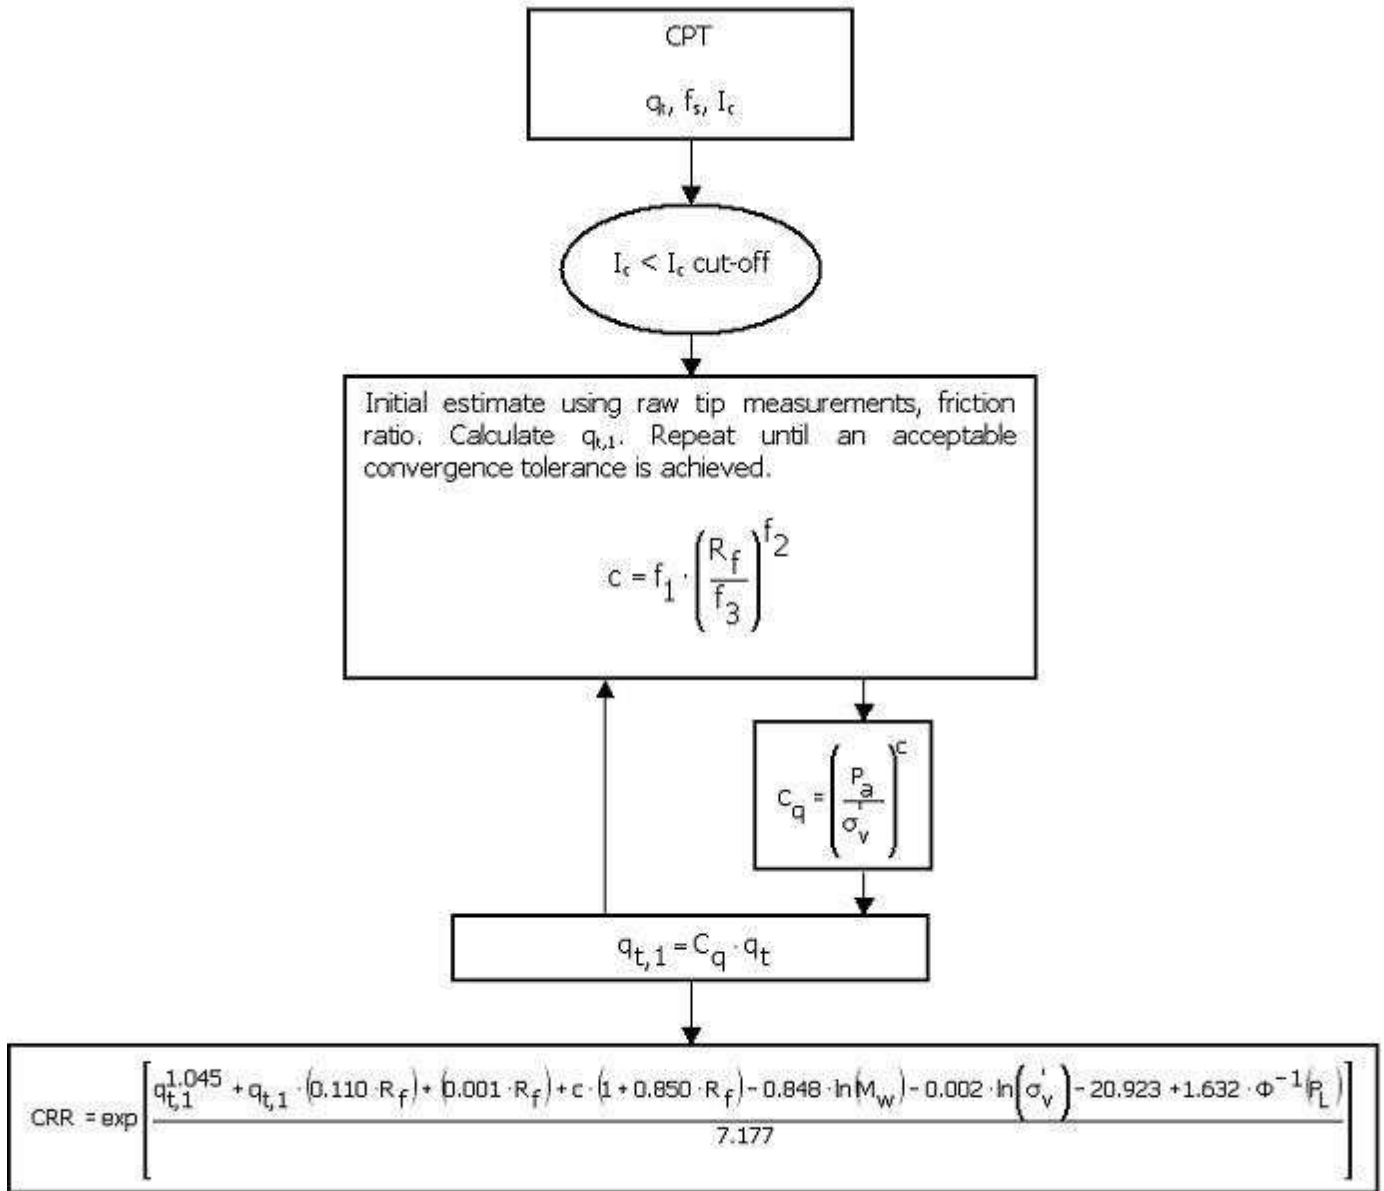 CPT
qt, fs, Ic
Ic < Ic cut-off
Initial estimate using raw tip measurements, friction
ratio. Calculate qt,1. Repeat until an acceptable
convergence tolerance is achieved.
c = f1 · (Rf / f3)^f2
Cq = (Pa / σ'v)^c
qt,1 = Cq · qt
CRR = exp[(qt,1^1.045 + qt,1 · (0.110 · Rf) + (0.001 · Rf) + c · (1 + 0.850 · Rf) − 0.848 · ln(Mw) − 0.002 · ln(σ'v) − 20.923 + 1.632 · Φ^−1(PL)) / 7.177]